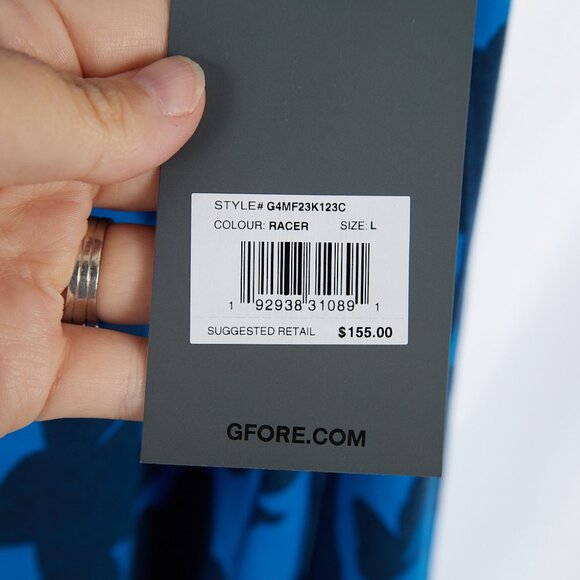 STYLE# G4MF23K123C
COLOUR: RACER SIZE: L
1 92938 31089 1
SUGGESTED RETAIL $155.00
GFORE.COM